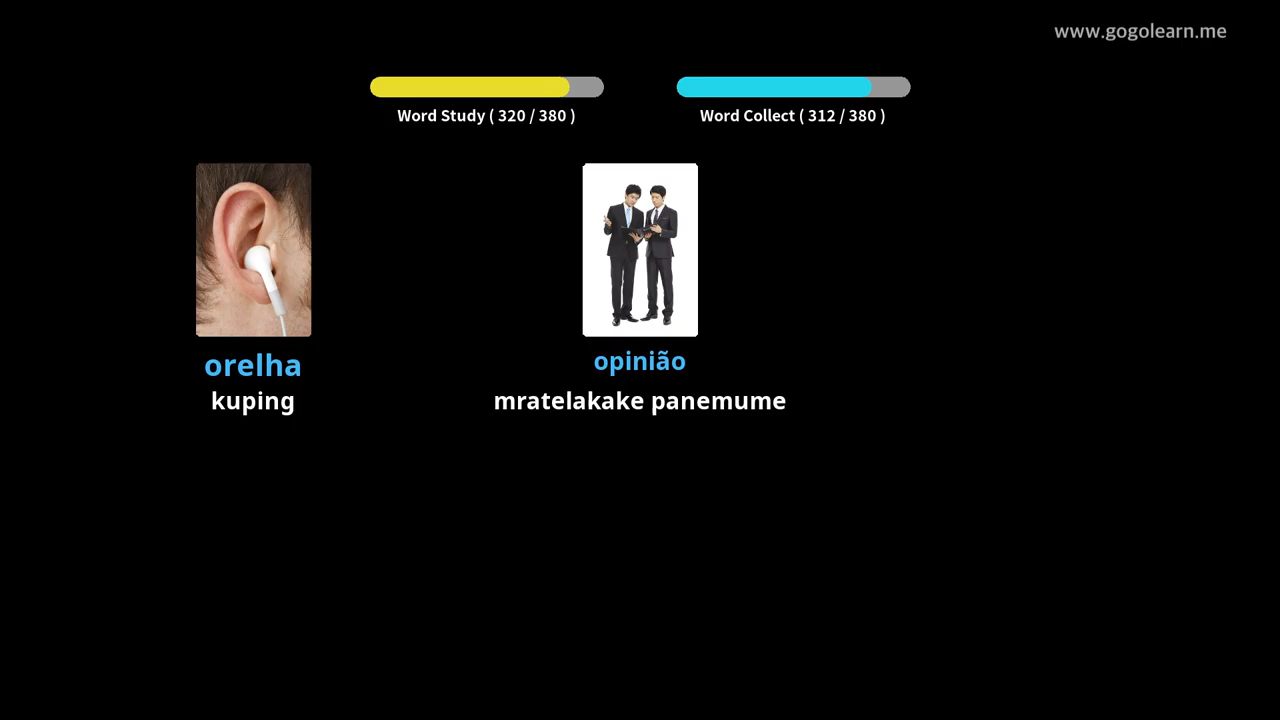 www.gogolearn.me
Word Study ( 320 / 380 )
Word Collect ( 312 / 380 )
orelha
kuping
opinião
mratelakake panemume